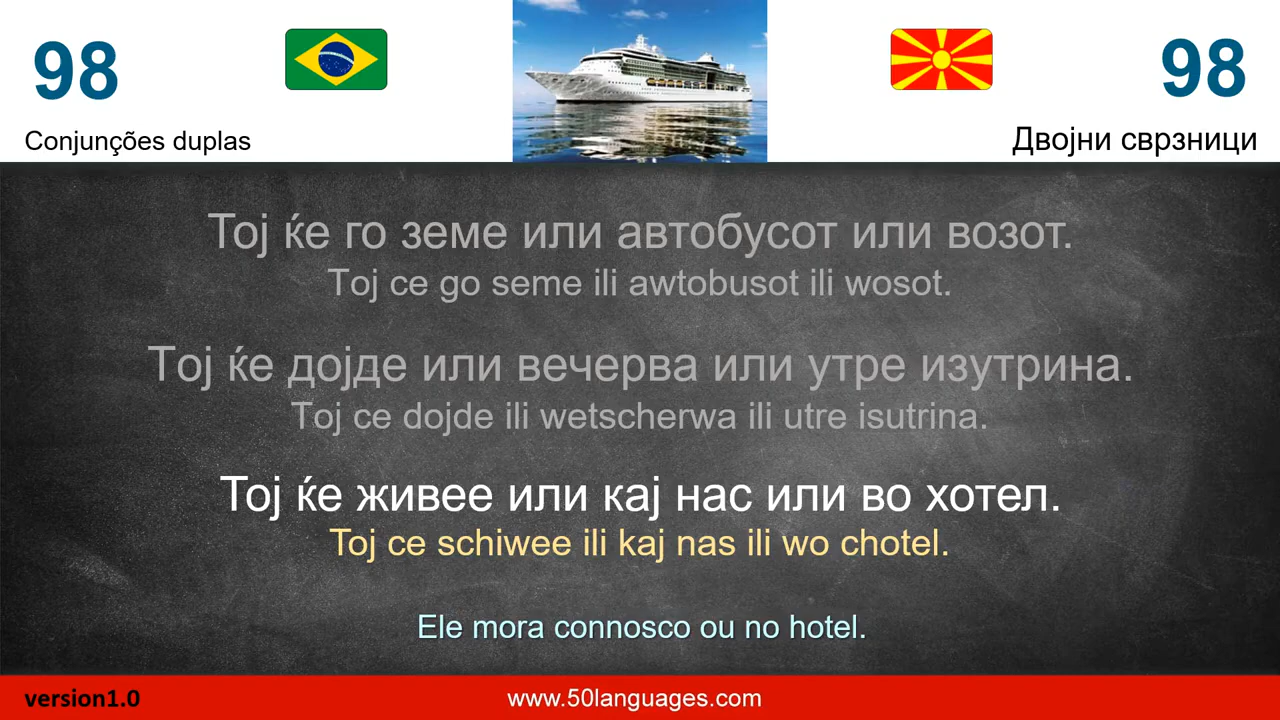 98
98
Conjunções duplas
Двојни сврзници
Тој ќе го земе или автобусот или возот.
Toj ce go seme ili awtobusot ili wosot.
Тој ќе дојде или вечерва или утре изутрина.
Toj ce dojde ili wetscherwa ili utre isutrina.
Тој ќе живее или кај нас или во хотел.
Toj ce schiwee ili kaj nas ili wo chotel.
Ele mora connosco ou no hotel.
version1.0
www.50languages.com